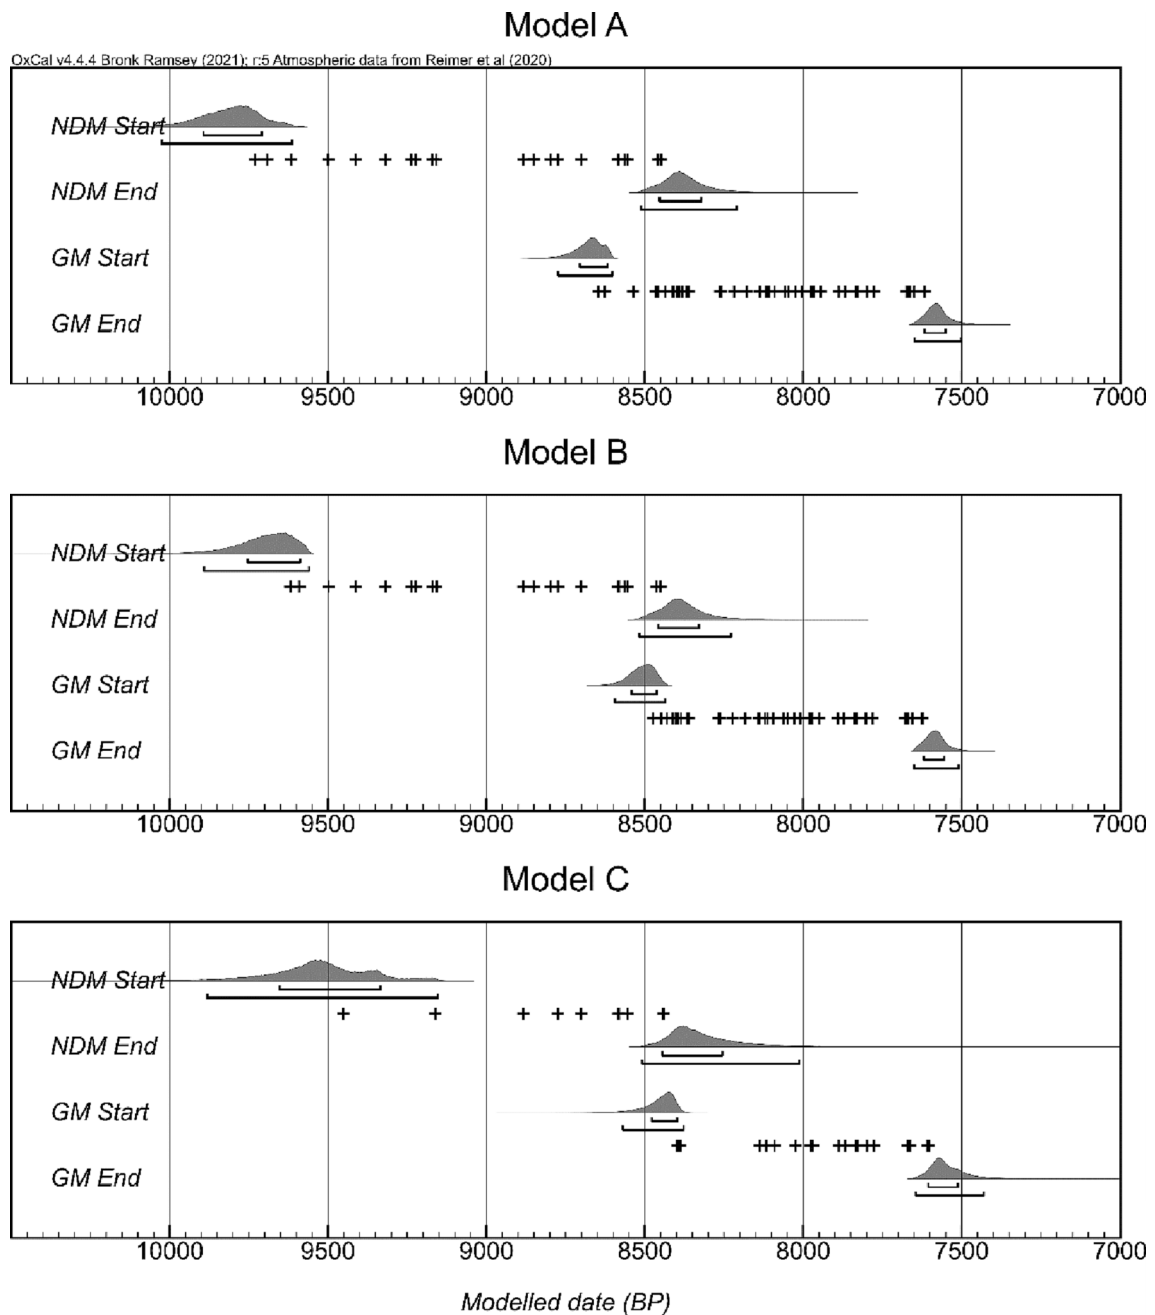 Model A
OxCal v4.4.4 Bronk Ramsey (2021); r:5 Atmospheric data from Reimer et al (2020)
NDM Start
NDM End
GM Start
GM End
10000 9500 9000 8500 8000 7500 7000
Model B
NDM Start
NDM End
GM Start
GM End
10000 9500 9000 8500 8000 7500 7000
Model C
NDM Start
NDM End
GM Start
GM End
10000 9500 9000 8500 8000 7500 7000
Modelled date (BP)